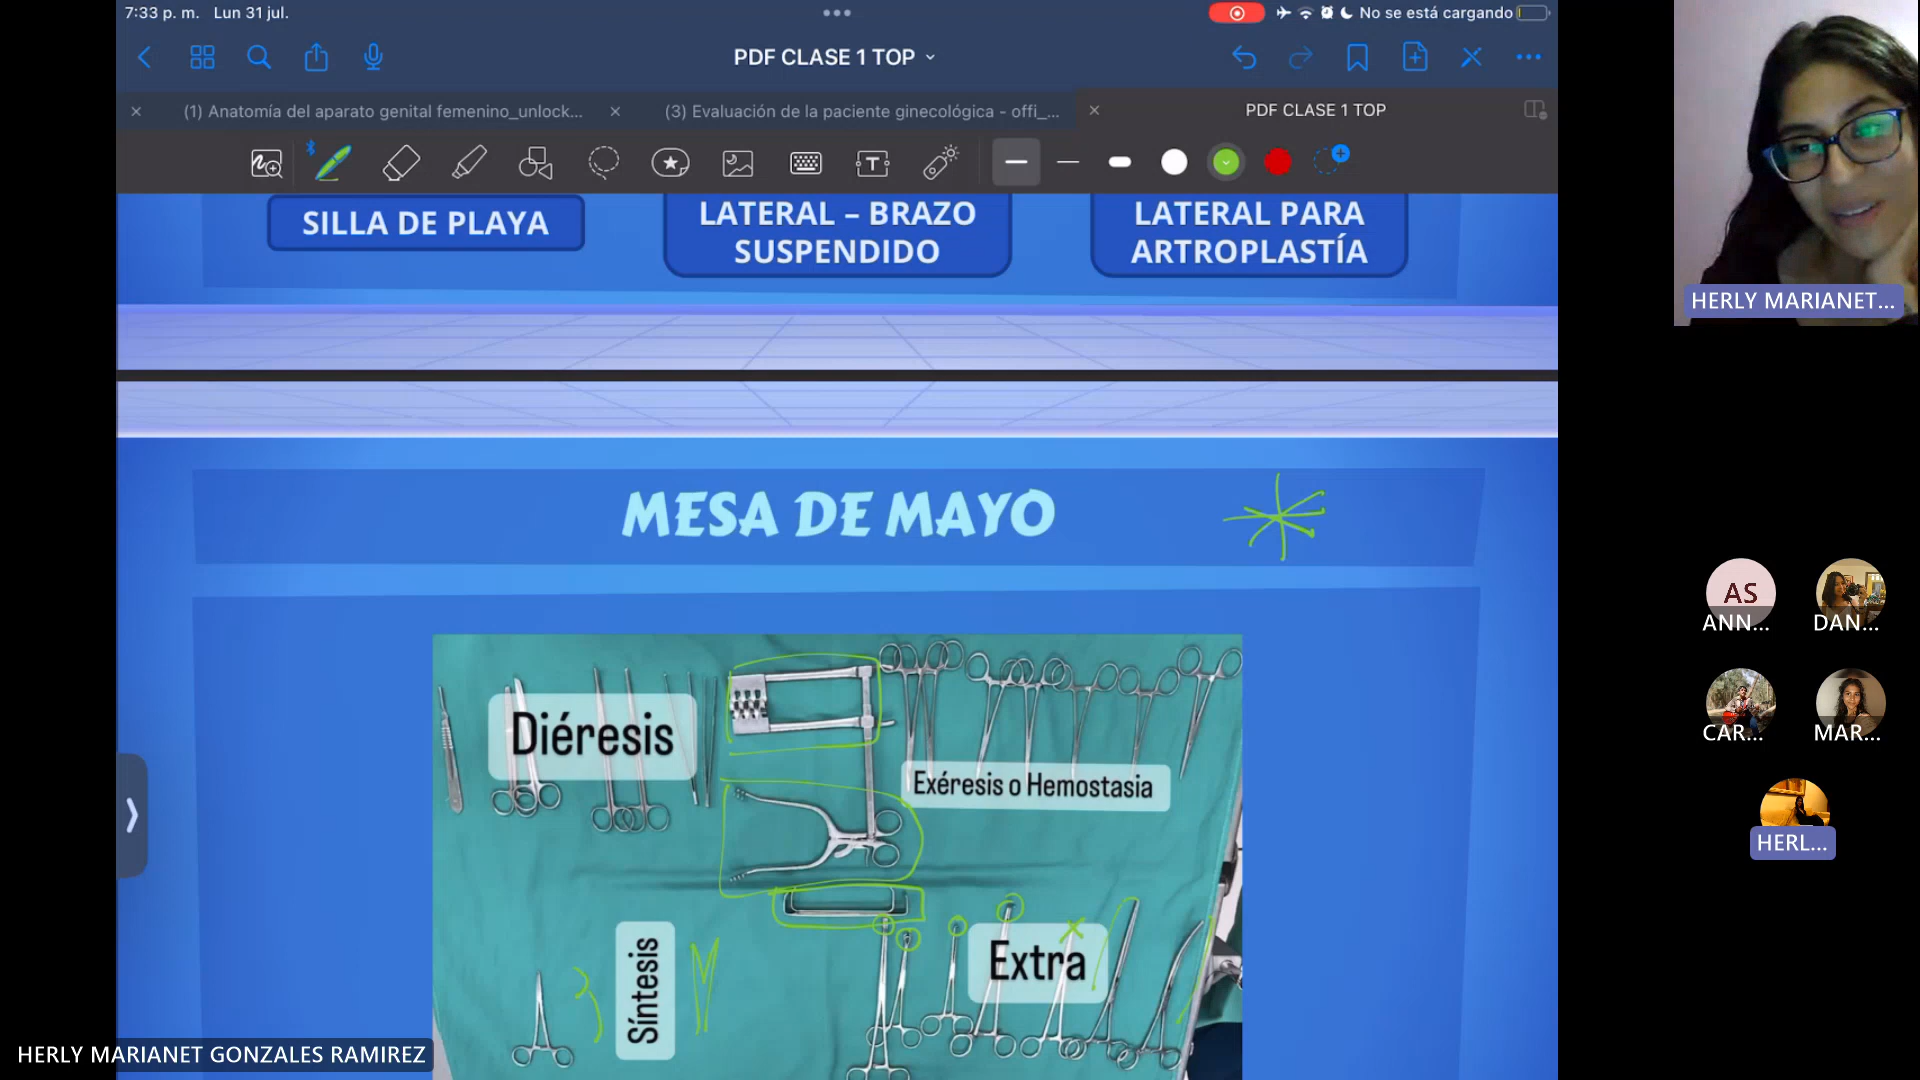 7:33 p. m. Lun 31 jul.
No se está cargando
PDF CLASE 1 TOP
(1) Anatomía del aparato genital femenino_unlock...
(3) Evaluación de la paciente ginecológica - offi_...
PDF CLASE 1 TOP
SILLA DE PLAYA
LATERAL – BRAZO
SUSPENDIDO
LATERAL PARA
ARTROPLASTÍA
MESA DE MAYO
Diéresis
Exéresis o Hemostasia
Síntesis
Extra
HERLY MARIANET GONZALES RAMIREZ
HERLY MARIANET...
AS
ANN...
DAN...
CAR...
MAR...
HERL...